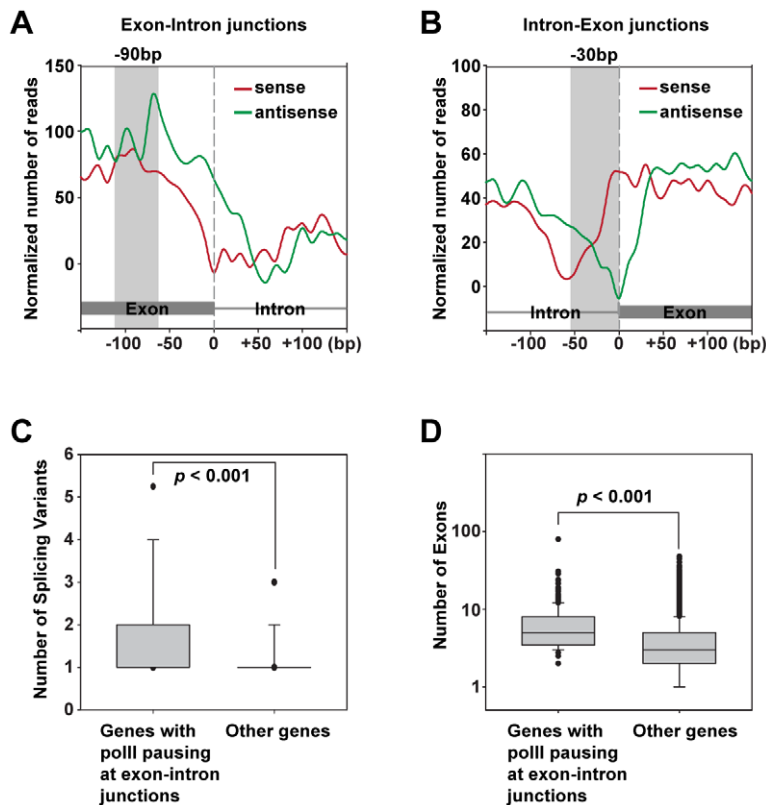 A
Exon-Intron junctions
-90bp
Normalized number of reads
150
100
50
0
sense
antisense
Exon
Intron
-100
-50
0
+50
+100 (bp)
B
Intron-Exon junctions
-30bp
Normalized number of reads
100
80
60
40
20
0
sense
antisense
Intron
Exon
-100
-50
0
+50
+100 (bp)
C
Number of Splicing Variants
6
5
4
3
2
1
0
p < 0.001
Genes with
polII pausing
at exon-intron
junctions
Other genes
D
Number of Exons
100
10
1
p < 0.001
Genes with
polII pausing
at exon-intron
junctions
Other genes